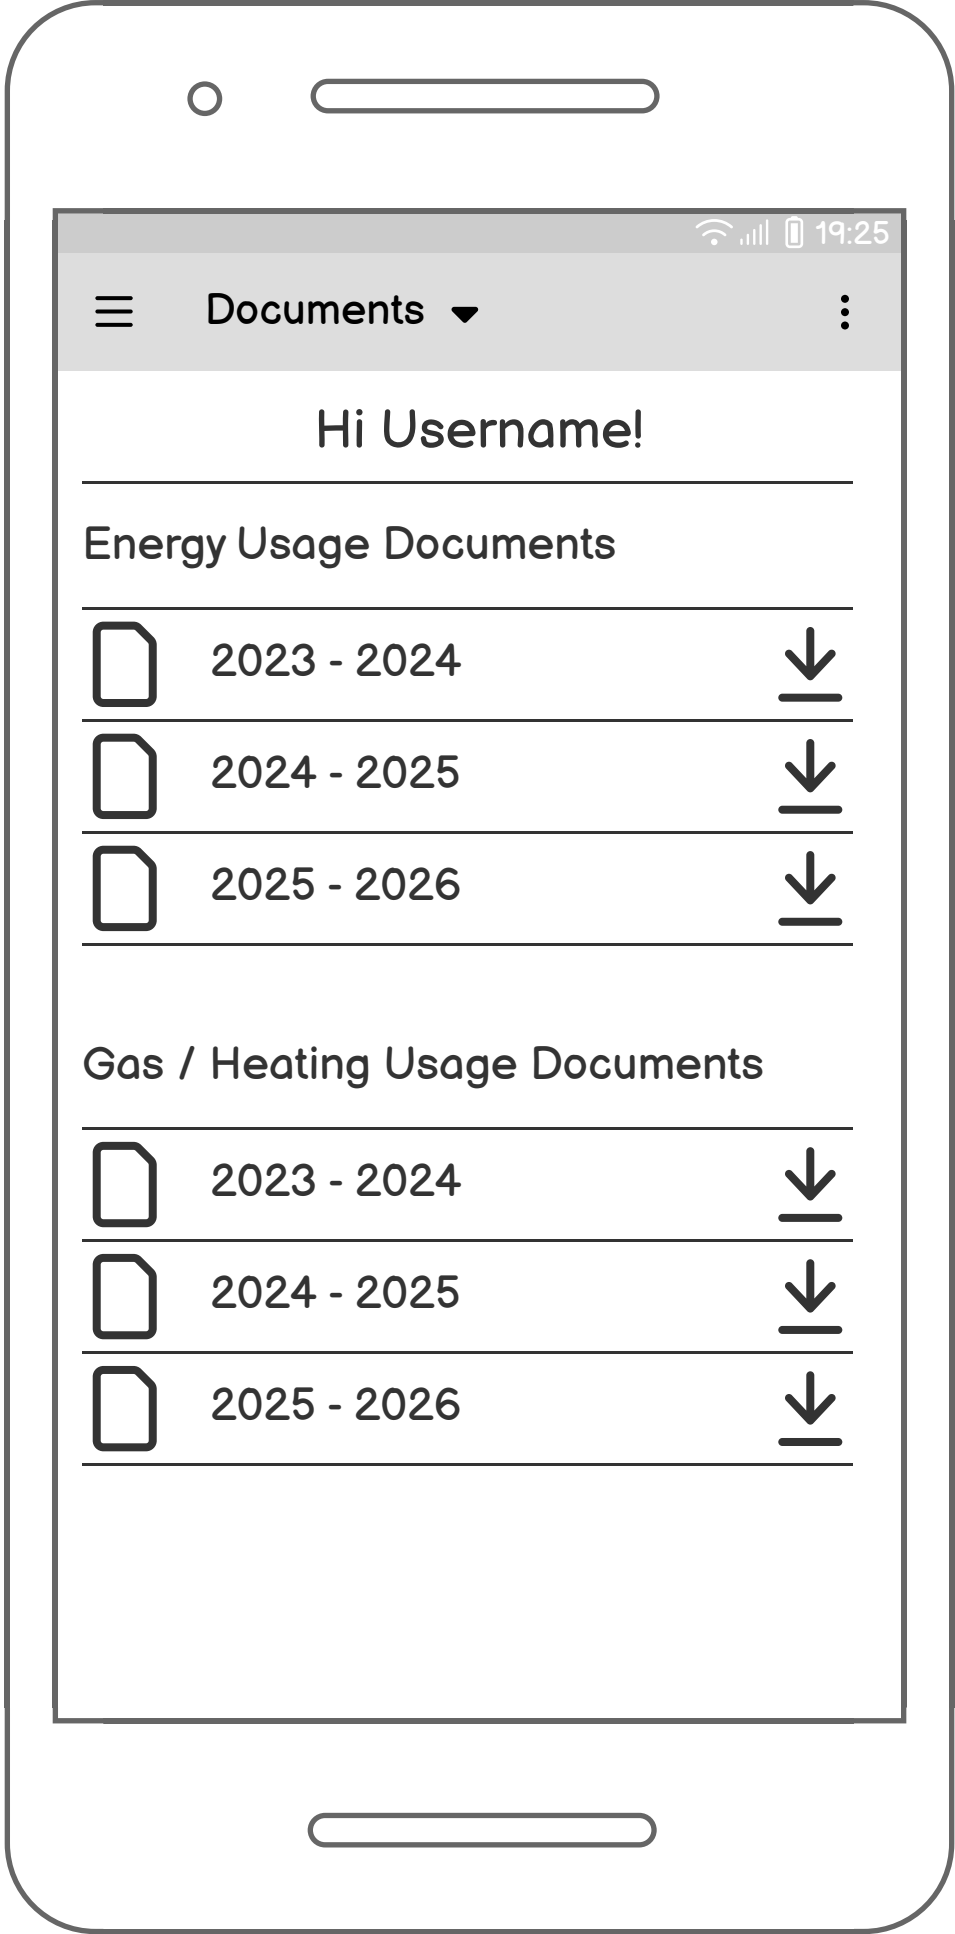 19:25
Documents
Hi Username!
Energy Usage Documents
2023 - 2024
2024 - 2025
2025 - 2026
Gas / Heating Usage Documents
2023 - 2024
2024 - 2025
2025 - 2026